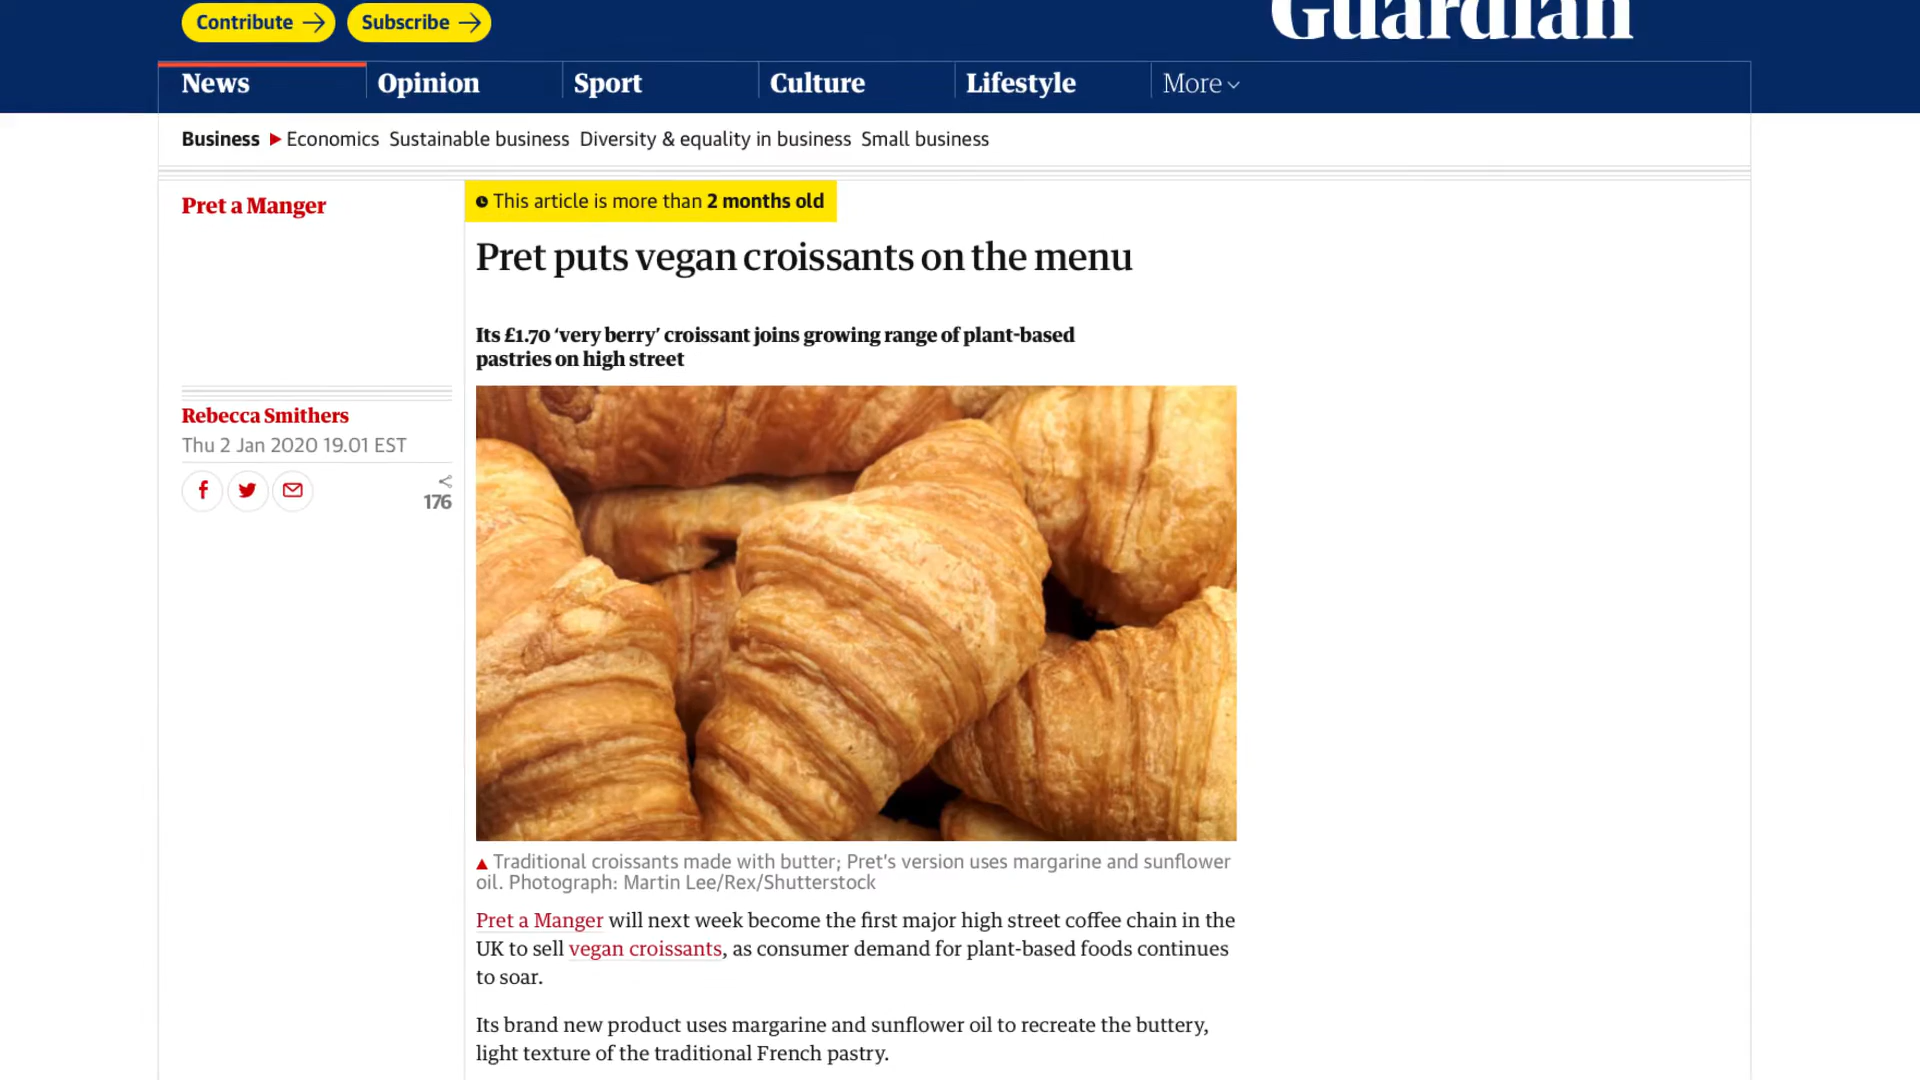 Contribute → Subscribe →
Guardian
News Opinion Sport Culture Lifestyle More
Business Economics Sustainable business Diversity & equality in business Small business
Pret a Manger
This article is more than 2 months old
Pret puts vegan croissants on the menu
Its £1.70 ‘very berry’ croissant joins growing range of plant-based
pastries on high street
Rebecca Smithers
Thu 2 Jan 2020 19.01 EST
176
Traditional croissants made with butter; Pret’s version uses margarine and sunflower
oil. Photograph: Martin Lee/Rex/Shutterstock
Pret a Manger will next week become the first major high street coffee chain in the
UK to sell vegan croissants, as consumer demand for plant-based foods continues
to soar.
Its brand new product uses margarine and sunflower oil to recreate the buttery,
light texture of the traditional French pastry.